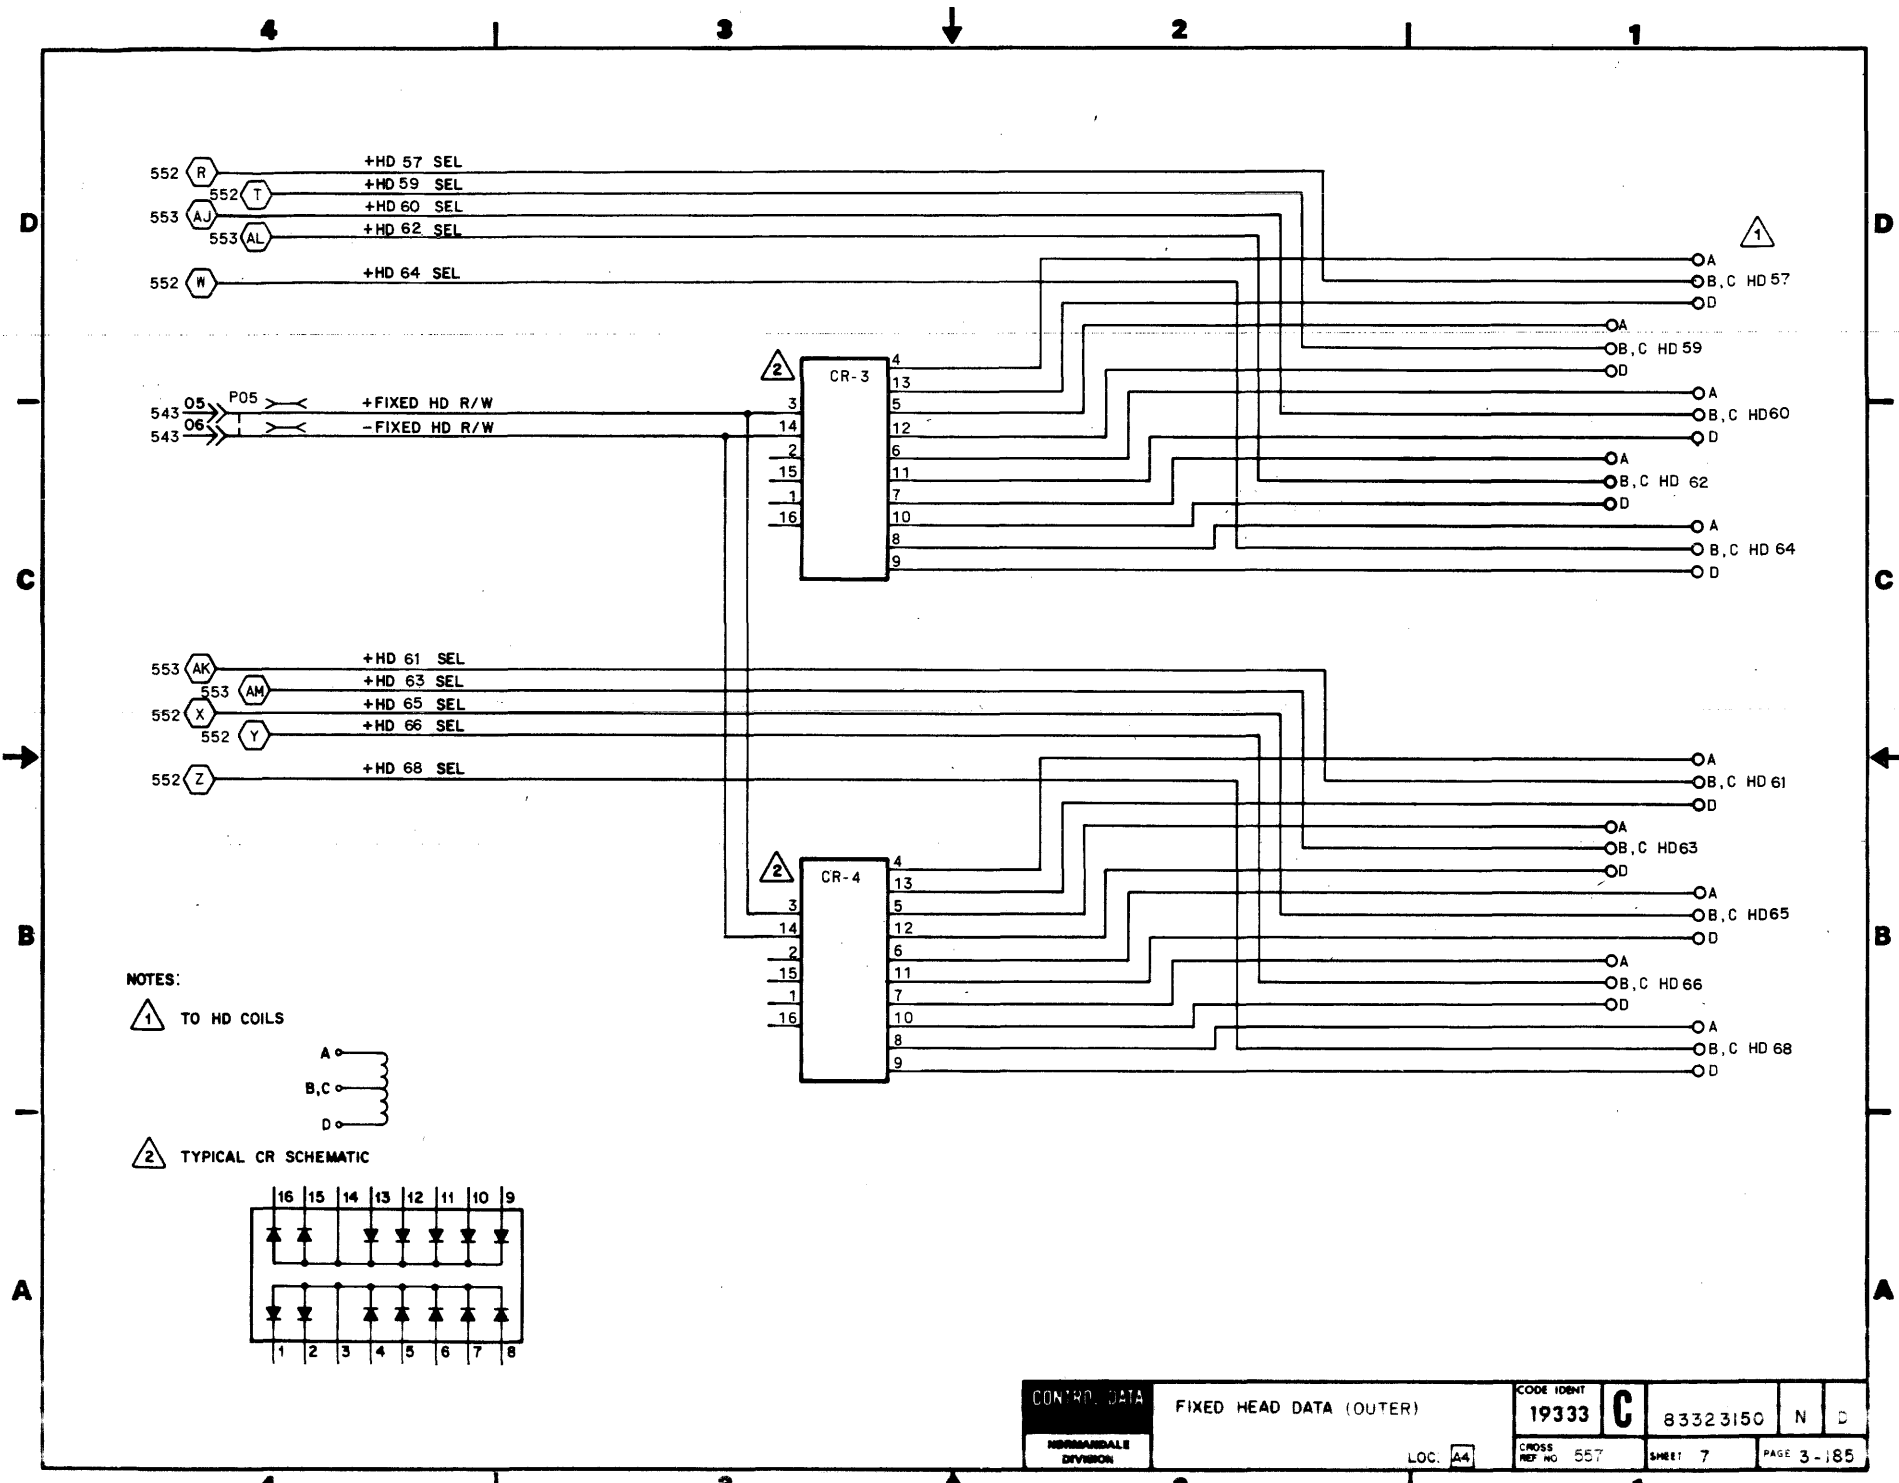 4 3 2 1
D D
552 R +HD 57 SEL
552 T +HD 59 SEL
553 AJ +HD 60 SEL
553 AL +HD 62 SEL
552 W +HD 64 SEL
1
A
B,C HD 57
D
A
B,C HD 59
D
A
B,C HD60
D
A
B,C HD 62
D
A
B,C HD 64
D
543 05 P05 +FIXED HD R/W
543 06 -FIXED HD R/W
2 CR-3
3
14
2
15
1
16
4
13
5
12
6
11
7
10
8
9
C C
553 AK +HD 61 SEL
553 AM +HD 63 SEL
552 X +HD 65 SEL
552 Y +HD 66 SEL
552 Z +HD 68 SEL
A
B,C HD 61
D
A
B,C HD63
D
A
B,C HD65
D
A
B,C HD 66
D
A
B,C HD 68
D
2 CR-4
3
14
2
15
1
16
4
13
5
12
6
11
7
10
8
9
B B
NOTES:
1 TO HD COILS
A
B,C
D
2 TYPICAL CR SCHEMATIC
16 15 14 13 12 11 10 9
1 2 3 4 5 6 7 8
A A
CONTROL DATA
NORMANDALE
DIVISION
FIXED HEAD DATA (OUTER)
LOC. A4
CODE IDENT
19333 C 83323150 N D
CROSS
REF NO 557 SHEET 7 PAGE 3-185